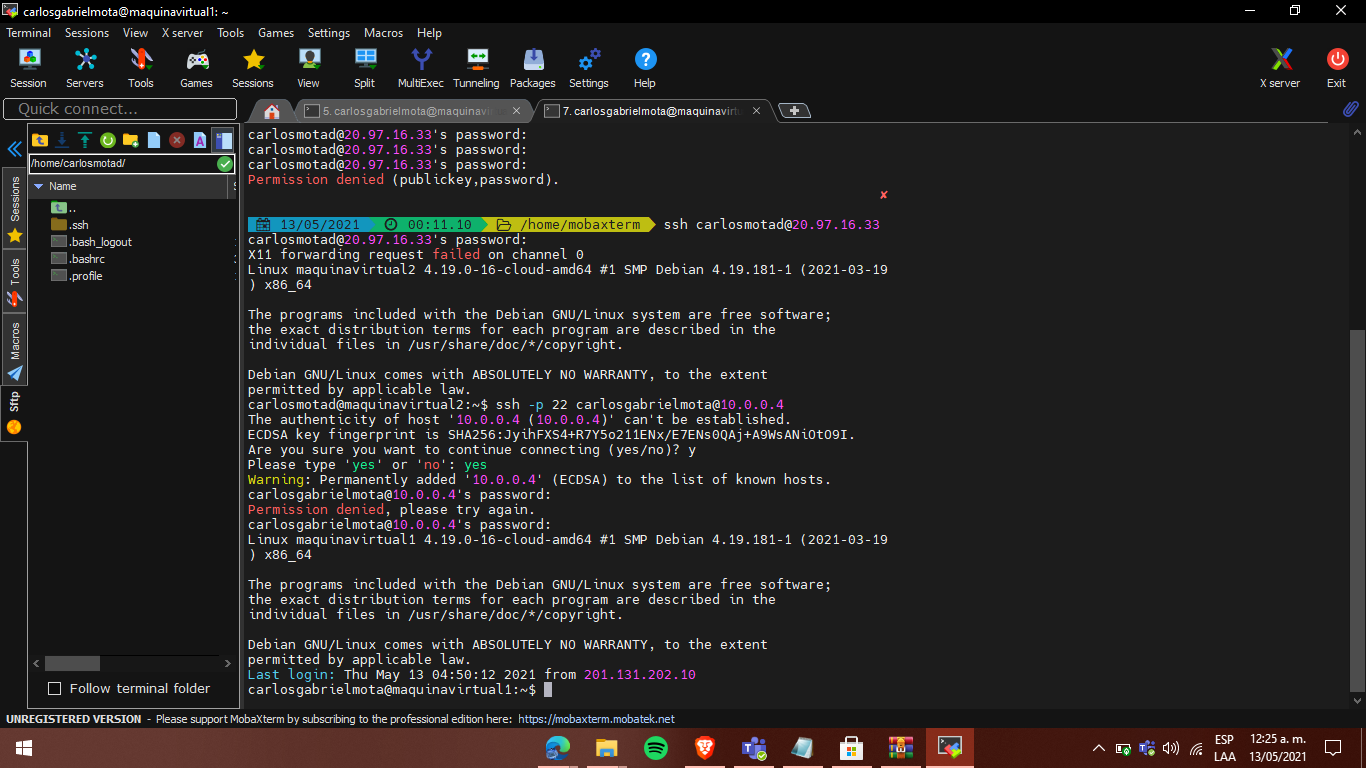 carlosgabrielmota@maquinavirtual1: ~
Terminal Sessions View X server Tools Games Settings Macros Help
Session Servers Tools Games Sessions View Split MultiExec Tunneling Packages Settings Help X server Exit
Quick connect...
5. carlosgabrielmota@maquinavi
7. carlosgabrielmota@maquinavirt
/home/carlosmotad/
Name
..
.ssh
.bash_logout
.bashrc
.profile
Sessions
Tools
Macros
Sftp
Follow terminal folder
carlosmotad@20.97.16.33's password:
carlosmotad@20.97.16.33's password:
carlosmotad@20.97.16.33's password:
Permission denied (publickey,password).
13/05/2021 00:11.10 /home/mobaxterm ssh carlosmotad@20.97.16.33
carlosmotad@20.97.16.33's password:
X11 forwarding request failed on channel 0
Linux maquinavirtual2 4.19.0-16-cloud-amd64 #1 SMP Debian 4.19.181-1 (2021-03-19
) x86_64
The programs included with the Debian GNU/Linux system are free software;
the exact distribution terms for each program are described in the
individual files in /usr/share/doc/*/copyright.
Debian GNU/Linux comes with ABSOLUTELY NO WARRANTY, to the extent
permitted by applicable law.
carlosmotad@maquinavirtual2:~$ ssh -p 22 carlosgabrielmota@10.0.0.4
The authenticity of host '10.0.0.4 (10.0.0.4)' can't be established.
ECDSA key fingerprint is SHA256:JyihFXS4+R7Y5o211ENx/E7ENs0QAj+A9WsANiOtO9I.
Are you sure you want to continue connecting (yes/no)? y
Please type 'yes' or 'no': yes
Warning: Permanently added '10.0.0.4' (ECDSA) to the list of known hosts.
carlosgabrielmota@10.0.0.4's password:
Permission denied, please try again.
carlosgabrielmota@10.0.0.4's password:
Linux maquinavirtual1 4.19.0-16-cloud-amd64 #1 SMP Debian 4.19.181-1 (2021-03-19
) x86_64
The programs included with the Debian GNU/Linux system are free software;
the exact distribution terms for each program are described in the
individual files in /usr/share/doc/*/copyright.
Debian GNU/Linux comes with ABSOLUTELY NO WARRANTY, to the extent
permitted by applicable law.
Last login: Thu May 13 04:50:12 2021 from 201.131.202.10
carlosgabrielmota@maquinavirtual1:~$
UNREGISTERED VERSION - Please support MobaXterm by subscribing to the professional edition here: https://mobaxterm.mobatek.net
ESP 12:25 a. m.
LAA 13/05/2021